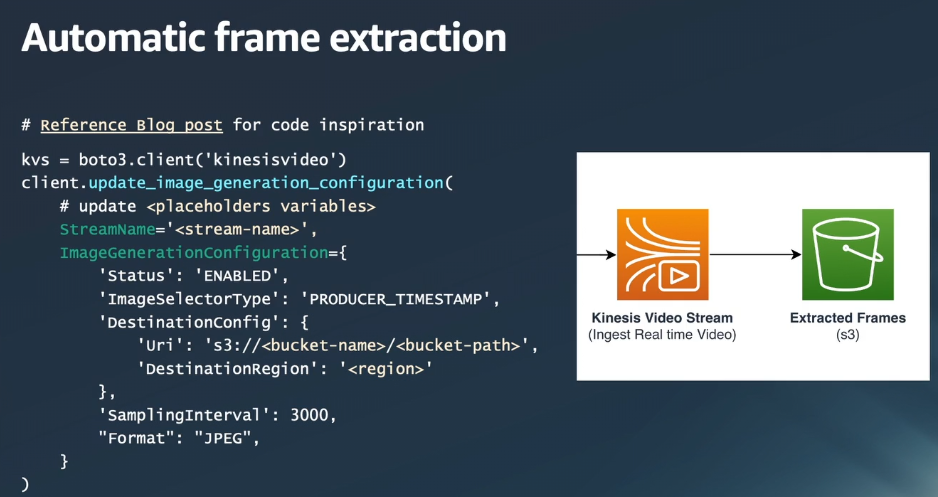 Automatic frame extraction
# Reference Blog post for code inspiration
kvs = boto3.client('kinesisvideo')
client.update_image_generation_configuration(
    # update <placeholders variables>
    StreamName='<stream-name>',
    ImageGenerationConfiguration={
        'Status': 'ENABLED',
        'ImageSelectorType': 'PRODUCER_TIMESTAMP',
        'DestinationConfig': {
            'Uri': 's3://<bucket-name>/<bucket-path>',
            'DestinationRegion': '<region>'
        },
        'SamplingInterval': 3000,
        "Format": "JPEG",
    }
)
Kinesis Video Stream
(Ingest Real time Video)
Extracted Frames
(s3)